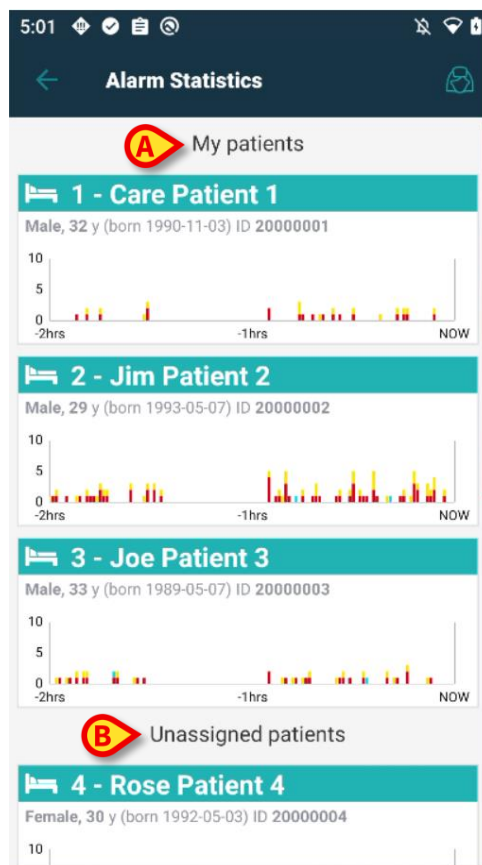 5:01
Alarm Statistics
A My patients
1 - Care Patient 1
Male, 32 y (born 1990-11-03) ID 20000001
10
5
0
-2hrs -1hrs NOW
2 - Jim Patient 2
Male, 29 y (born 1993-05-07) ID 20000002
10
5
0
-2hrs -1hrs NOW
3 - Joe Patient 3
Male, 33 y (born 1989-05-07) ID 20000003
10
5
0
-2hrs -1hrs NOW
B Unassigned patients
4 - Rose Patient 4
Female, 30 y (born 1992-05-03) ID 20000004
10